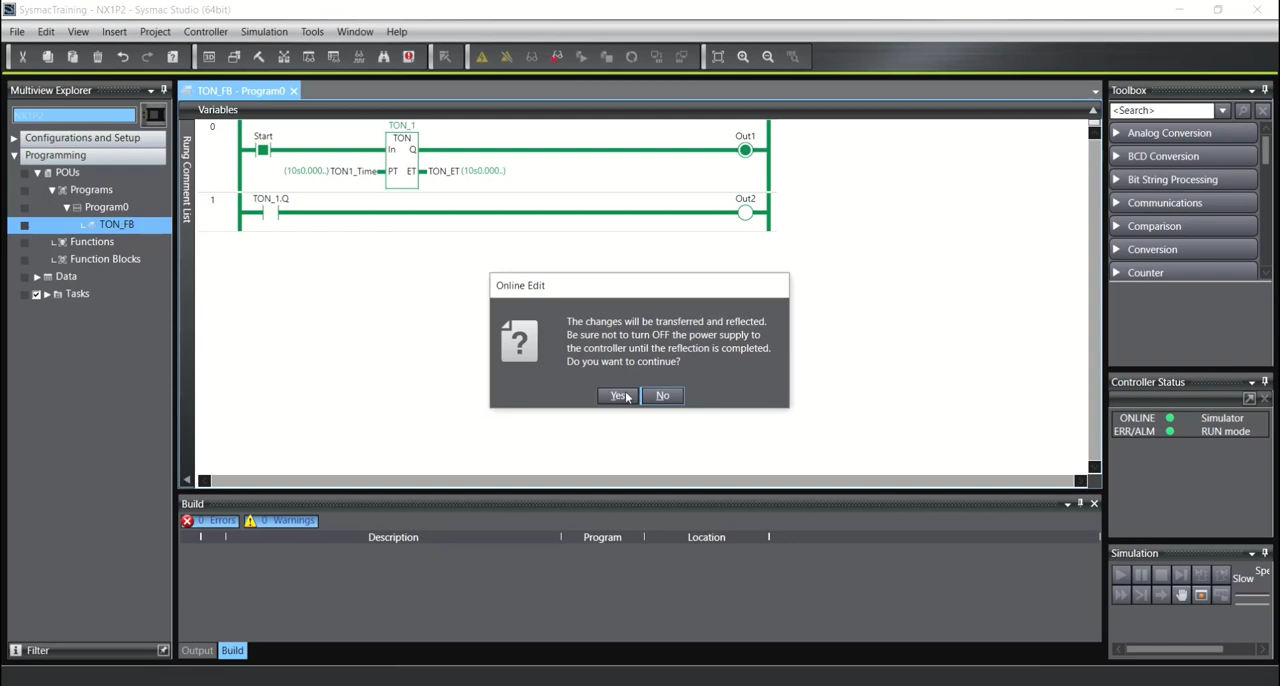 SysmacTraining - NX1P2 - Sysmac Studio (64bit)
File Edit View Insert Project Controller Simulation Tools Window Help
Multiview Explorer
NX1P2
Configurations and Setup
Programming
POUs
Programs
Program0
TON_FB
Functions
Function Blocks
Data
Tasks
Filter
TON_FB - Program0
Variables
Rung Comment List
0
Start
TON_1
TON
In Q
Out1
(10s0.000..) TON1_Time PT ET TON_ET (10s0.000..)
1
TON_1.Q
Out2
Online Edit
The changes will be transferred and reflected.
Be sure not to turn OFF the power supply to
the controller until the reflection is completed.
Do you want to continue?
Yes No
Build
0 Errors 0 Warnings
Description Program Location
Output Build
Toolbox
<Search>
Analog Conversion
BCD Conversion
Bit String Processing
Communications
Comparison
Conversion
Counter
Controller Status
ONLINE Simulator
ERR/ALM RUN mode
Simulation
Spe
Slow